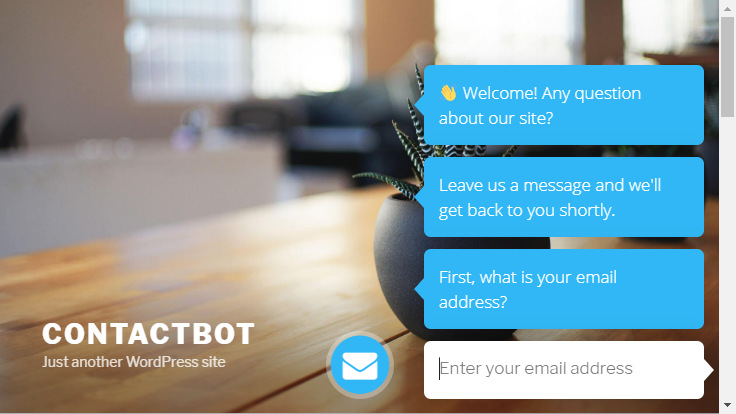 👋 Welcome! Any question
about our site?
Leave us a message and we'll
get back to you shortly.
First, what is your email
address?
Enter your email address
CONTACTBOT
Just another WordPress site